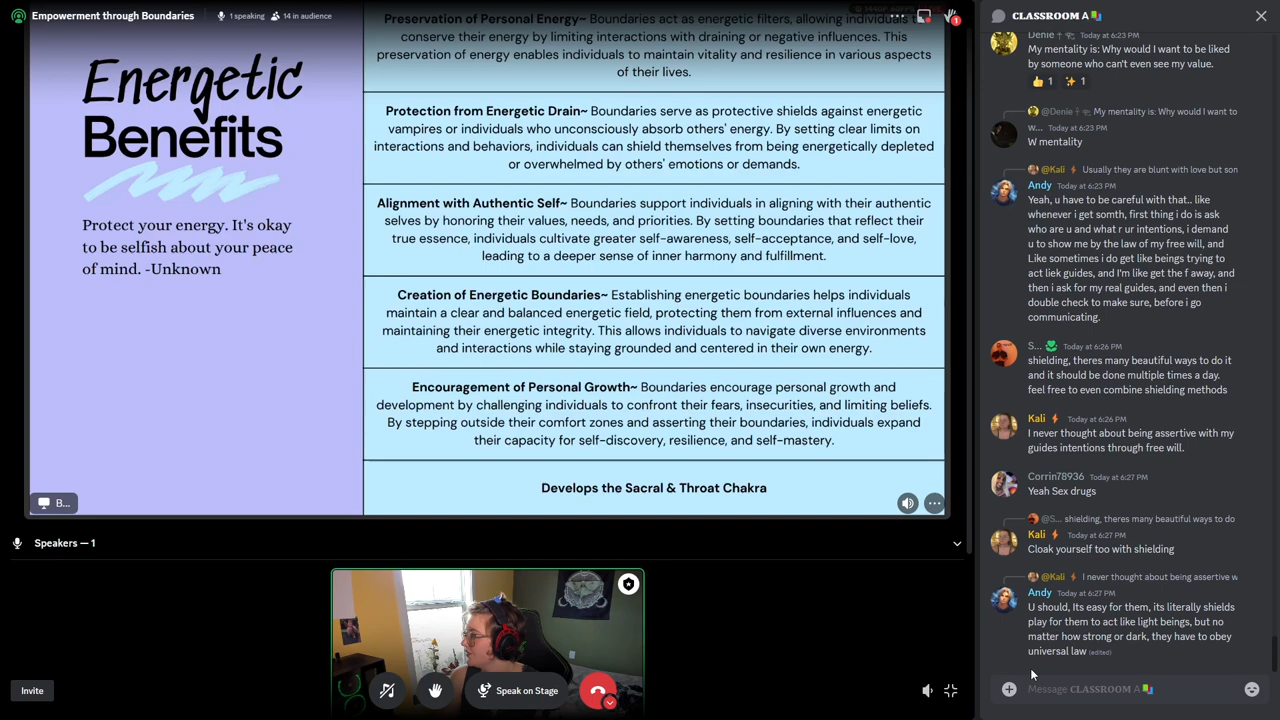 Empowerment through Boundaries
1 speaking
14 in audience
1
Energetic
Benefits
Protect your energy. It's okay
to be selfish about your peace
of mind. -Unknown
Preservation of Personal Energy~ Boundaries act as energetic filters, allowing individuals to
conserve their energy by limiting interactions with draining or negative influences. This
preservation of energy enables individuals to maintain vitality and resilience in various aspects
of their lives.
Protection from Energetic Drain~ Boundaries serve as protective shields against energetic
vampires or individuals who unconsciously absorb others' energy. By setting clear limits on
interactions and behaviors, individuals can shield themselves from being energetically depleted
or overwhelmed by others' emotions or demands.
Alignment with Authentic Self~ Boundaries support individuals in aligning with their authentic
selves by honoring their values, needs, and priorities. By setting boundaries that reflect their
true essence, individuals cultivate greater self-awareness, self-acceptance, and self-love,
leading to a deeper sense of inner harmony and fulfillment.
Creation of Energetic Boundaries~ Establishing energetic boundaries helps individuals
maintain a clear and balanced energetic field, protecting them from external influences and
maintaining their energetic integrity. This allows individuals to navigate diverse environments
and interactions while staying grounded and centered in their own energy.
Encouragement of Personal Growth~ Boundaries encourage personal growth and
development by challenging individuals to confront their fears, insecurities, and limiting beliefs.
By stepping outside their comfort zones and asserting their boundaries, individuals expand
their capacity for self-discovery, resilience, and self-mastery.
Develops the Sacral & Throat Chakra
B...
Speakers — 1
Invite
Speak on Stage
CLASSROOM A
Denie Today at 6:23 PM
My mentality is: Why would I want to be liked
by someone who can't even see my value.
1 1
@Denie My mentality is: Why would I want to
w... Today at 6:23 PM
W mentality
@Kali Usually they are blunt with love but son
Andy Today at 6:23 PM
Yeah, u have to be careful with that.. like
whenever i get somth, first thing i do is ask
who are u and what r ur intentions, i demand
u to show me by the law of my free will, and
Like sometimes i do get like beings trying to
act liek guides, and I'm like get the f away, and
then i ask for my real guides, and even then i
double check to make sure, before i go
communicating.
S... Today at 6:26 PM
shielding, theres many beautiful ways to do it
and it should be done multiple times a day.
feel free to even combine shielding methods
Kali Today at 6:26 PM
I never thought about being assertive with my
guides intentions through free will.
Corrin78936 Today at 6:27 PM
Yeah Sex drugs
@S... shielding, theres many beautiful ways to do
Kali Today at 6:27 PM
Cloak yourself too with shielding
@Kali I never thought about being assertive w
Andy Today at 6:27 PM
U should, Its easy for them, its literally shields
play for them to act like light beings, but no
matter how strong or dark, they have to obey
universal law (edited)
Message CLASSROOM A